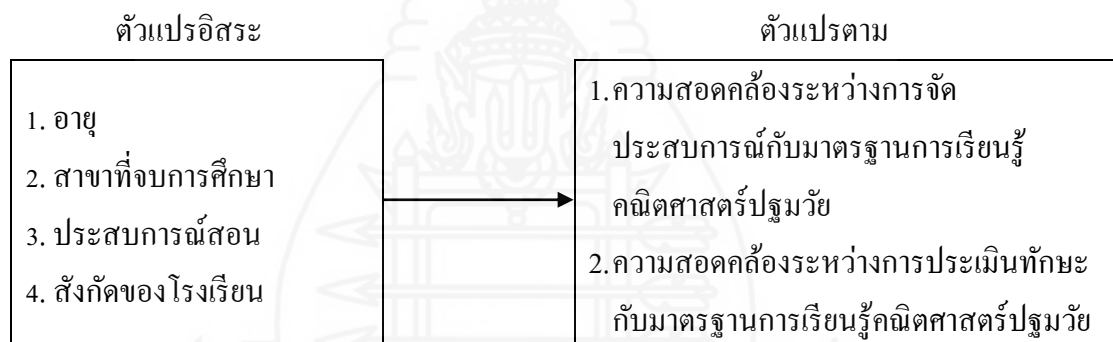 ตัวแปรอิสระ
1. อายุ
2. สาขาที่จบการศึกษา
3. ประสบการณ์สอน
4. สังกัดของโรงเรียน
ตัวแปรตาม
1.ความสอดคล้องระหว่างการจัด
ประสบการณ์กับมาตรฐานการเรียนรู้
คณิตศาสตร์ปฐมวัย
2.ความสอดคล้องระหว่างการประเมินทักษะ
กับมาตรฐานการเรียนรู้คณิตศาสตร์ปฐมวัย